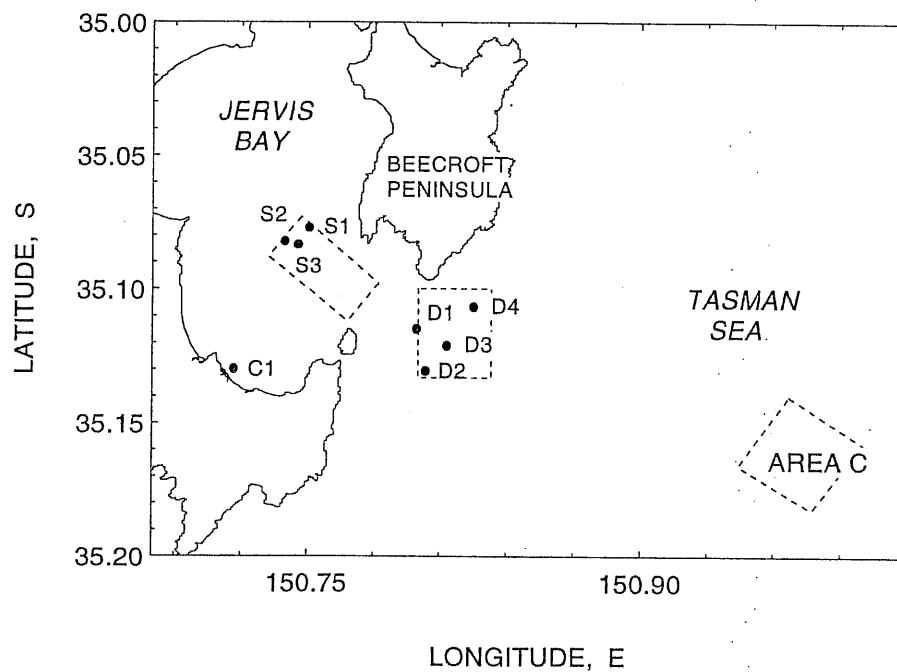 35.00
JERVIS
BAY
35.05
BEECROFT
PENINSULA
LATITUDE, S
S2
S1
S3
35.10
D1
D4
TASMAN
SEA
D3
C1
D2
35.15
AREA C
35.20
150.75
150.90
LONGITUDE, E